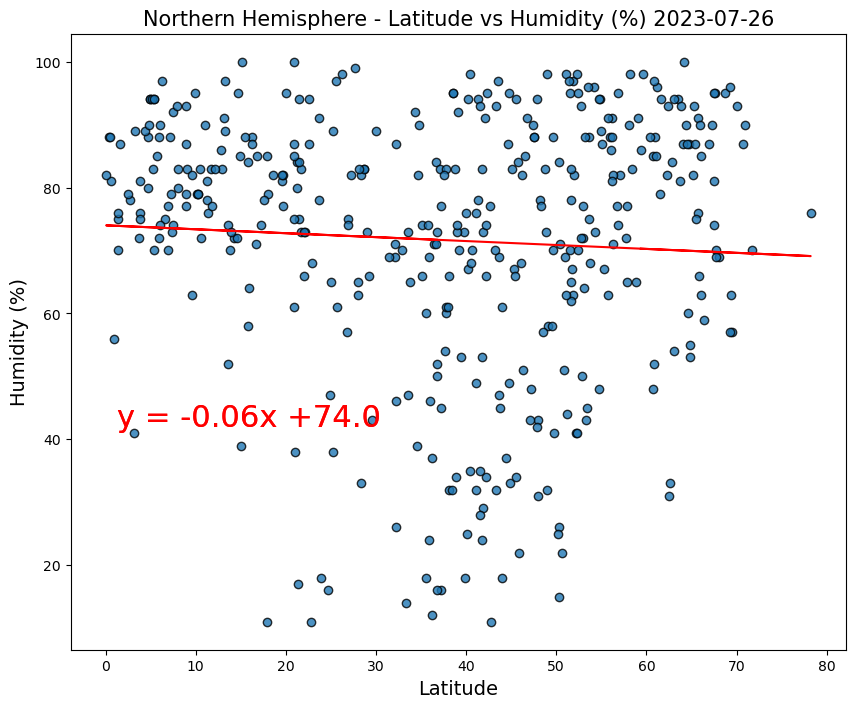 Northern Hemisphere - Latitude vs Humidity (%) 2023-07-26
100
80
60
40
20
Humidity (%)
y = -0.06x +74.0
0 10 20 30 40 50 60 70 80
Latitude